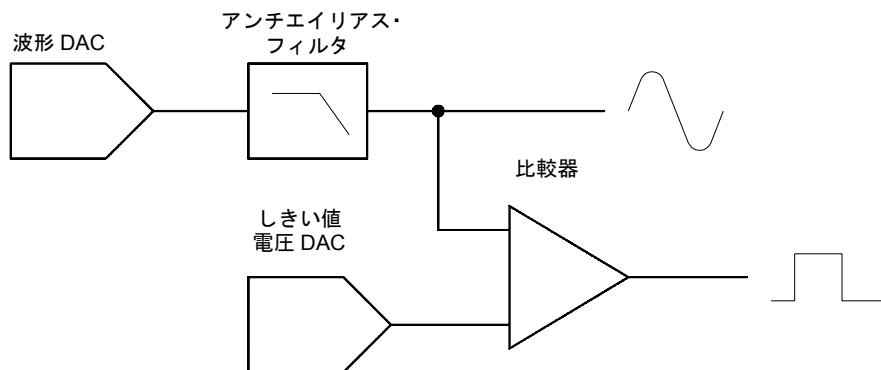 アンチエイリアス・
フィルタ
波形 DAC
比較器
しきい値
電圧 DAC